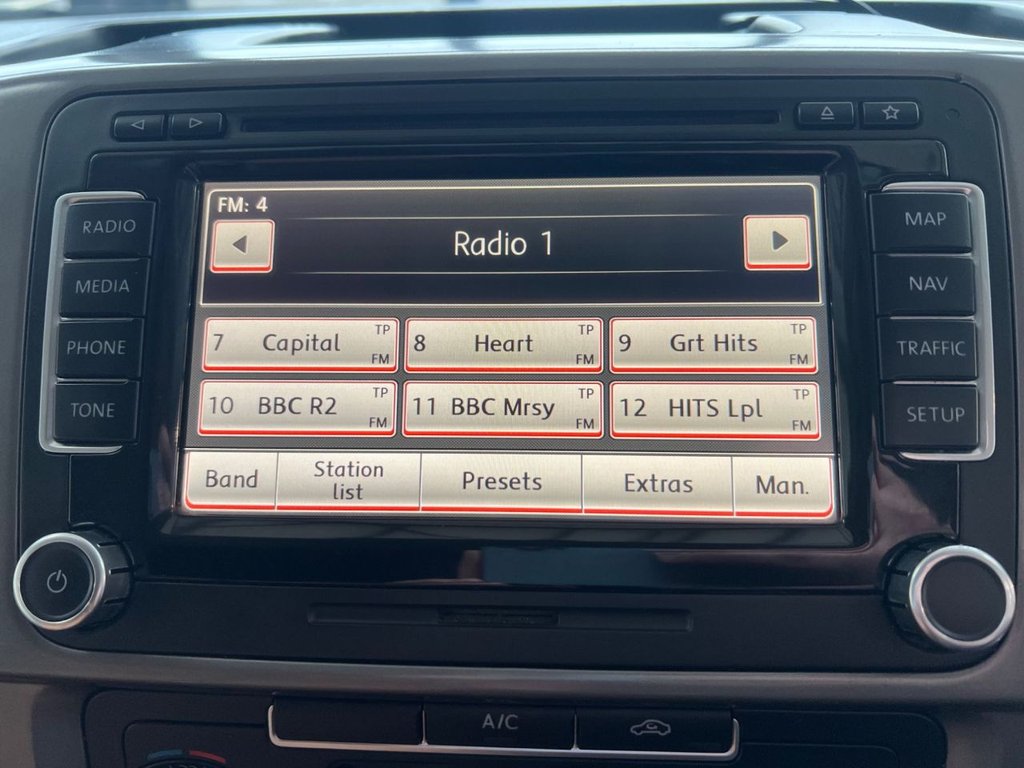 FM: 4
Radio 1
RADIO
MEDIA
PHONE
TONE
7 Capital TP FM
8 Heart TP FM
9 Grt Hits TP FM
10 BBC R2 TP FM
11 BBC Mrsy TP FM
12 HITS Lpl TP FM
Band
Station
list
Presets
Extras
Man.
MAP
NAV
TRAFFIC
SETUP
A/C